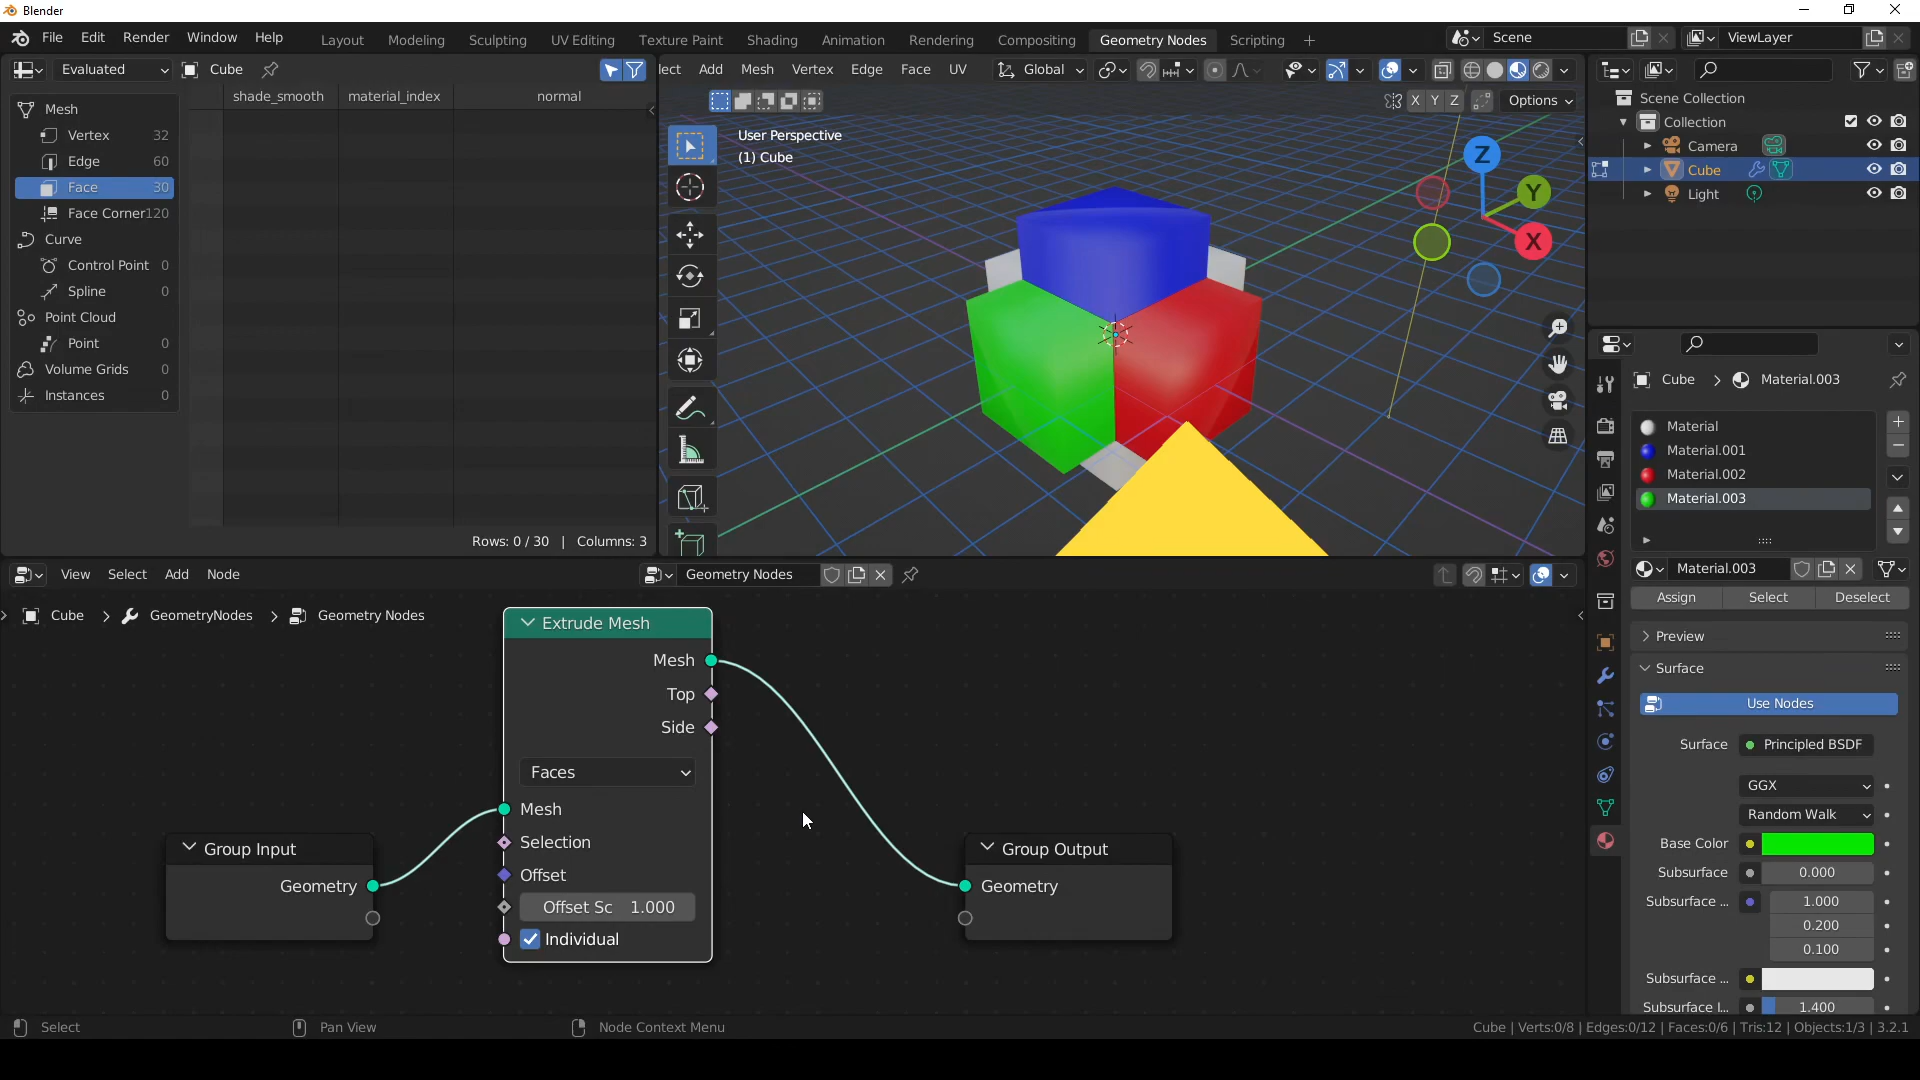 Blender
File Edit Render Window Help
Layout Modeling Sculpting UV Editing Texture Paint Shading Animation Rendering Compositing Geometry Nodes Scripting +
Scene
ViewLayer
Evaluated
Cube
lect Add Mesh Vertex Edge Face UV
Global
X Y Z Options
shade_smooth material_index normal
Mesh
Vertex 32
Edge 60
Face 30
Face Corner 120
Curve
Control Point 0
Spline 0
Point Cloud
Point 0
Volume Grids 0
Instances 0
Rows: 0 / 30 | Columns: 3
User Perspective
(1) Cube
Z
Y
X
Scene Collection
Collection
Camera
Cube
Light
Cube > Material.003
Material
Material.001
Material.002
Material.003
Material.003
Assign Select Deselect
Preview
Surface
Use Nodes
Surface Principled BSDF
GGX
Random Walk
Base Color
Subsurface 0.000
Subsurface ... 1.000
0.200
0.100
Subsurface ...
Subsurface I... 1.400
View Select Add Node
Geometry Nodes
Cube > GeometryNodes > Geometry Nodes
Extrude Mesh
Mesh
Top
Side
Faces
Mesh
Selection
Offset
Offset Sc 1.000
Individual
Group Input
Geometry
Group Output
Geometry
Select
Pan View
Node Context Menu
Cube | Verts:0/8 | Edges:0/12 | Faces:0/6 | Tris:12 | Objects:1/3 | 3.2.1